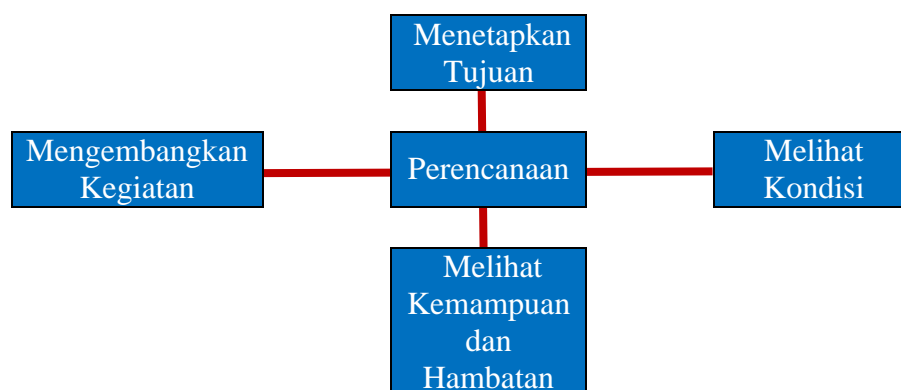 Menetapkan
Tujuan
Mengembangkan
Kegiatan
Perencanaan
Melihat
Kondisi
Melihat
Kemampuan
dan
Hambatan